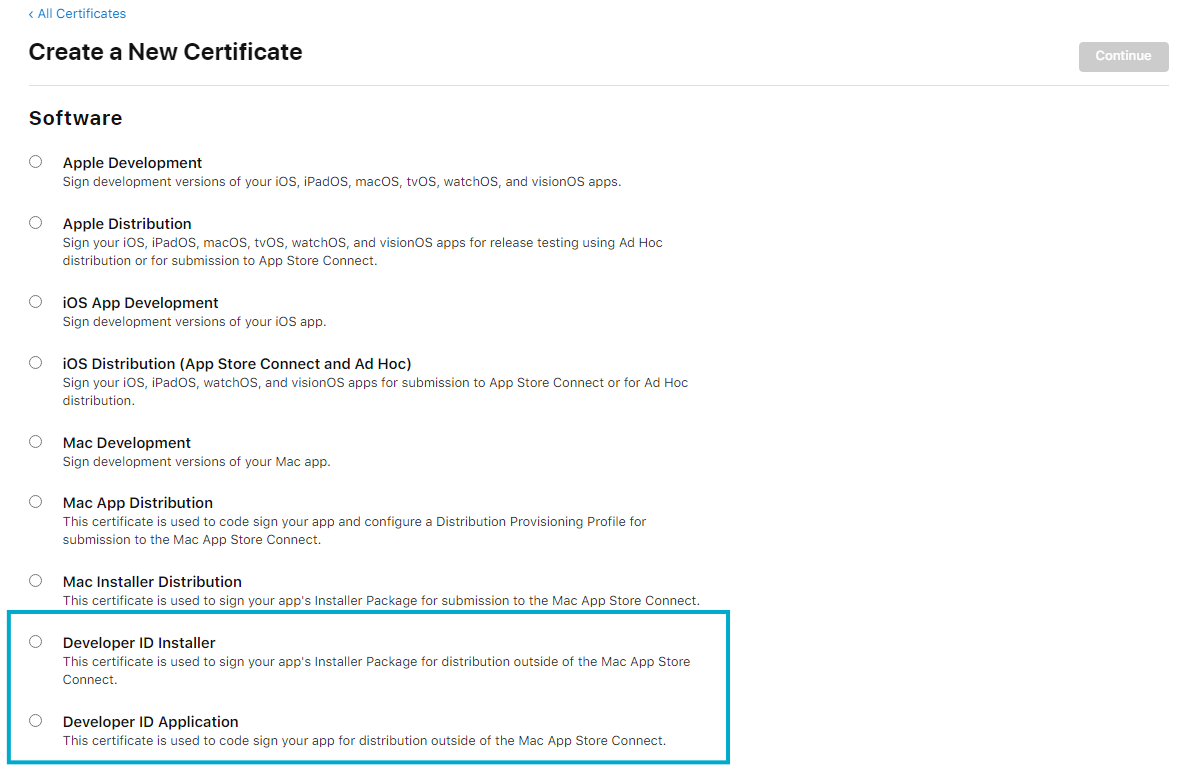 ‹ All Certificates
Create a New Certificate
Continue
Software
Apple Development
Sign development versions of your iOS, iPadOS, macOS, tvOS, watchOS, and visionOS apps.
Apple Distribution
Sign your iOS, iPadOS, macOS, tvOS, watchOS, and visionOS apps for release testing using Ad Hoc
distribution or for submission to App Store Connect.
iOS App Development
Sign development versions of your iOS app.
iOS Distribution (App Store Connect and Ad Hoc)
Sign your iOS, iPadOS, watchOS, and visionOS apps for submission to App Store Connect or for Ad Hoc
distribution.
Mac Development
Sign development versions of your Mac app.
Mac App Distribution
This certificate is used to code sign your app and configure a Distribution Provisioning Profile for
submission to the Mac App Store Connect.
Mac Installer Distribution
This certificate is used to sign your app's Installer Package for submission to the Mac App Store Connect.
Developer ID Installer
This certificate is used to sign your app's Installer Package for distribution outside of the Mac App Store
Connect.
Developer ID Application
This certificate is used to code sign your app for distribution outside of the Mac App Store Connect.